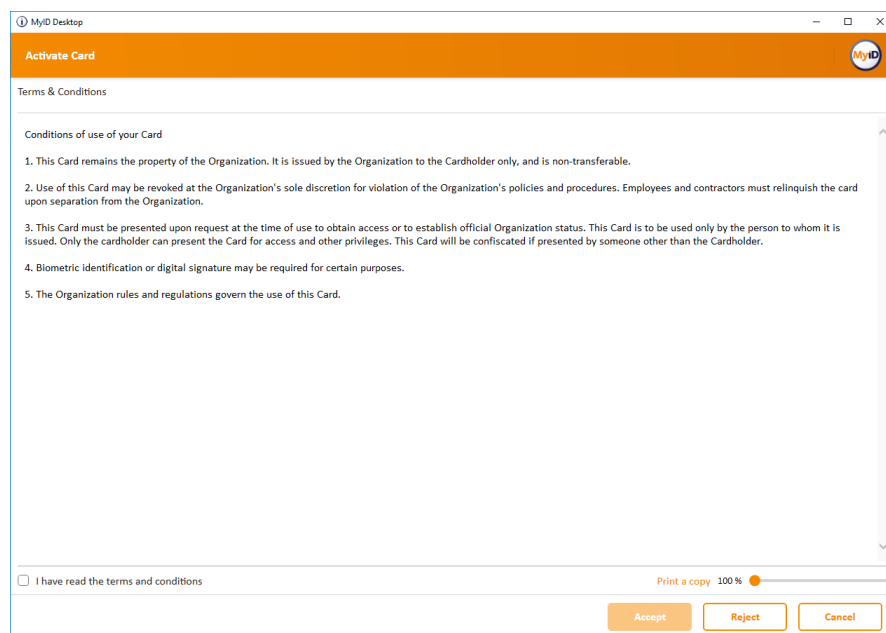 MyID Desktop
Activate Card
MyID
Terms & Conditions
Conditions of use of your Card
1. This Card remains the property of the Organization. It is issued by the Organization to the Cardholder only, and is non-transferable.
2. Use of this Card may be revoked at the Organization's sole discretion for violation of the Organization's policies and procedures. Employees and contractors must relinquish the card
upon separation from the Organization.
3. This Card must be presented upon request at the time of use to obtain access or to establish official Organization status. This Card is to be used only by the person to whom it is
issued. Only the cardholder can present the Card for access and other privileges. This Card will be confiscated if presented by someone other than the Cardholder.
4. Biometric identification or digital signature may be required for certain purposes.
5. The Organization rules and regulations govern the use of this Card.
I have read the terms and conditions
Print a copy 100 %
Accept
Reject
Cancel